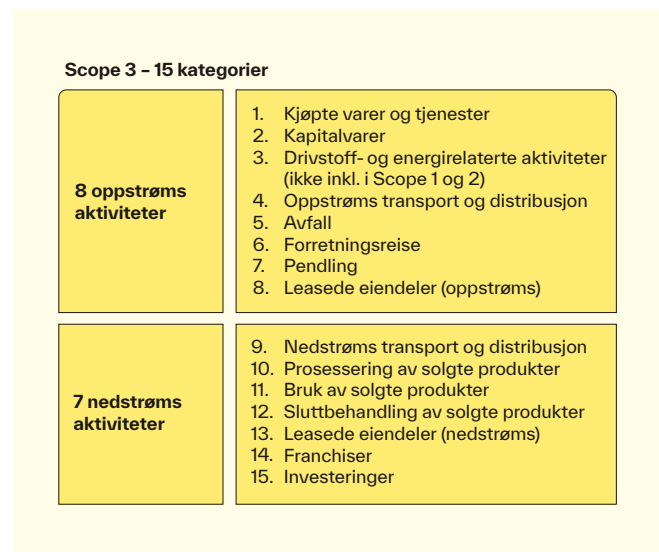 Scope 3 – 15 kategorier
8 oppstrøms
aktiviteter
1. Kjøpte varer og tjenester
2. Kapitalvarer
3. Drivstoff- og energirelaterte aktiviteter
(ikke inkl. i Scope 1 og 2)
4. Oppstrøms transport og distribusjon
5. Avfall
6. Forretningsreise
7. Pendling
8. Leasede eiendeler (oppstrøms)
7 nedstrøms
aktiviteter
9. Nedstrøms transport og distribusjon
10. Prosessering av solgte produkter
11. Bruk av solgte produkter
12. Sluttbehandling av solgte produkter
13. Leasede eiendeler (nedstrøms)
14. Franchiser
15. Investeringer